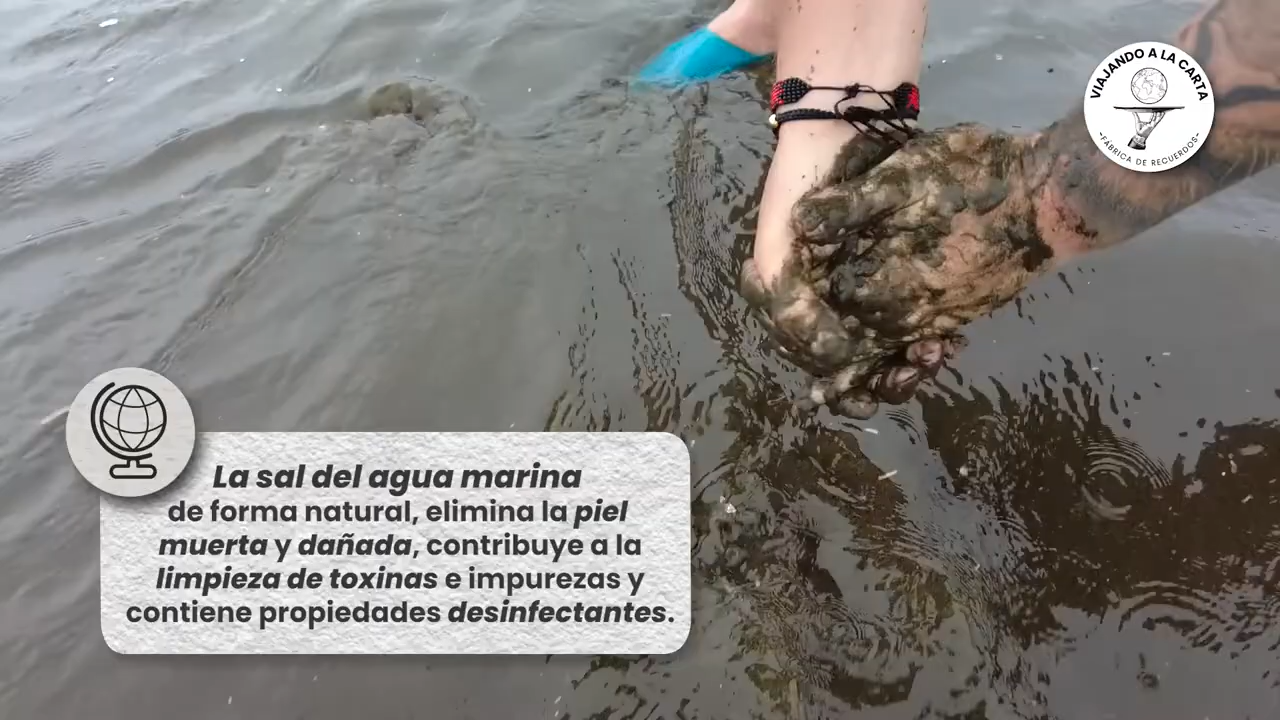 VIAJANDO A LA CARTA
-FÁBRICA DE RECUERDOS-
La sal del agua marina
de forma natural, elimina la piel
muerta y dañada, contribuye a la
limpieza de toxinas e impurezas y
contiene propiedades desinfectantes.